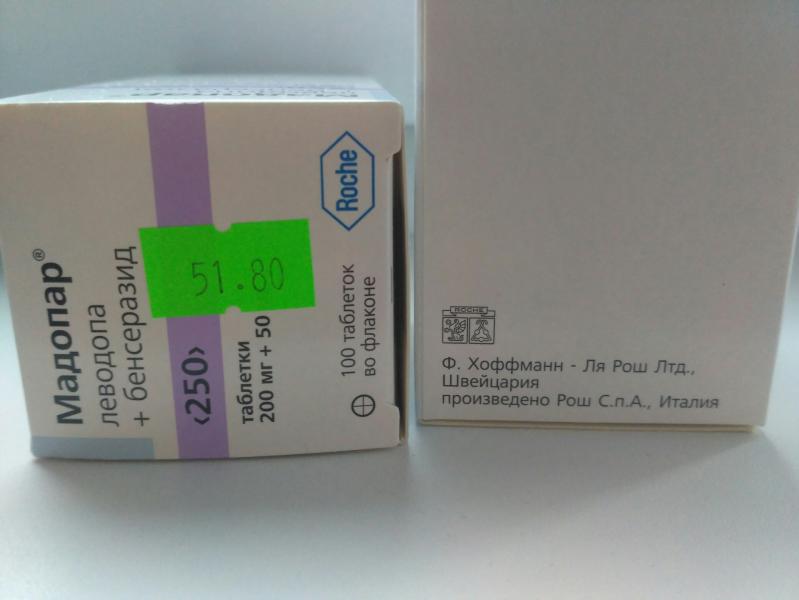 Мадопар®
леводопа
+ бенсеразид
‹250›
таблетки
200 мг + 50
51.80
Roche
100 таблеток
во флаконе
ROCHE
Ф. Хоффманн - Ля Рош Лтд.,
Швейцария
произведено Рош С.п.А., Италия